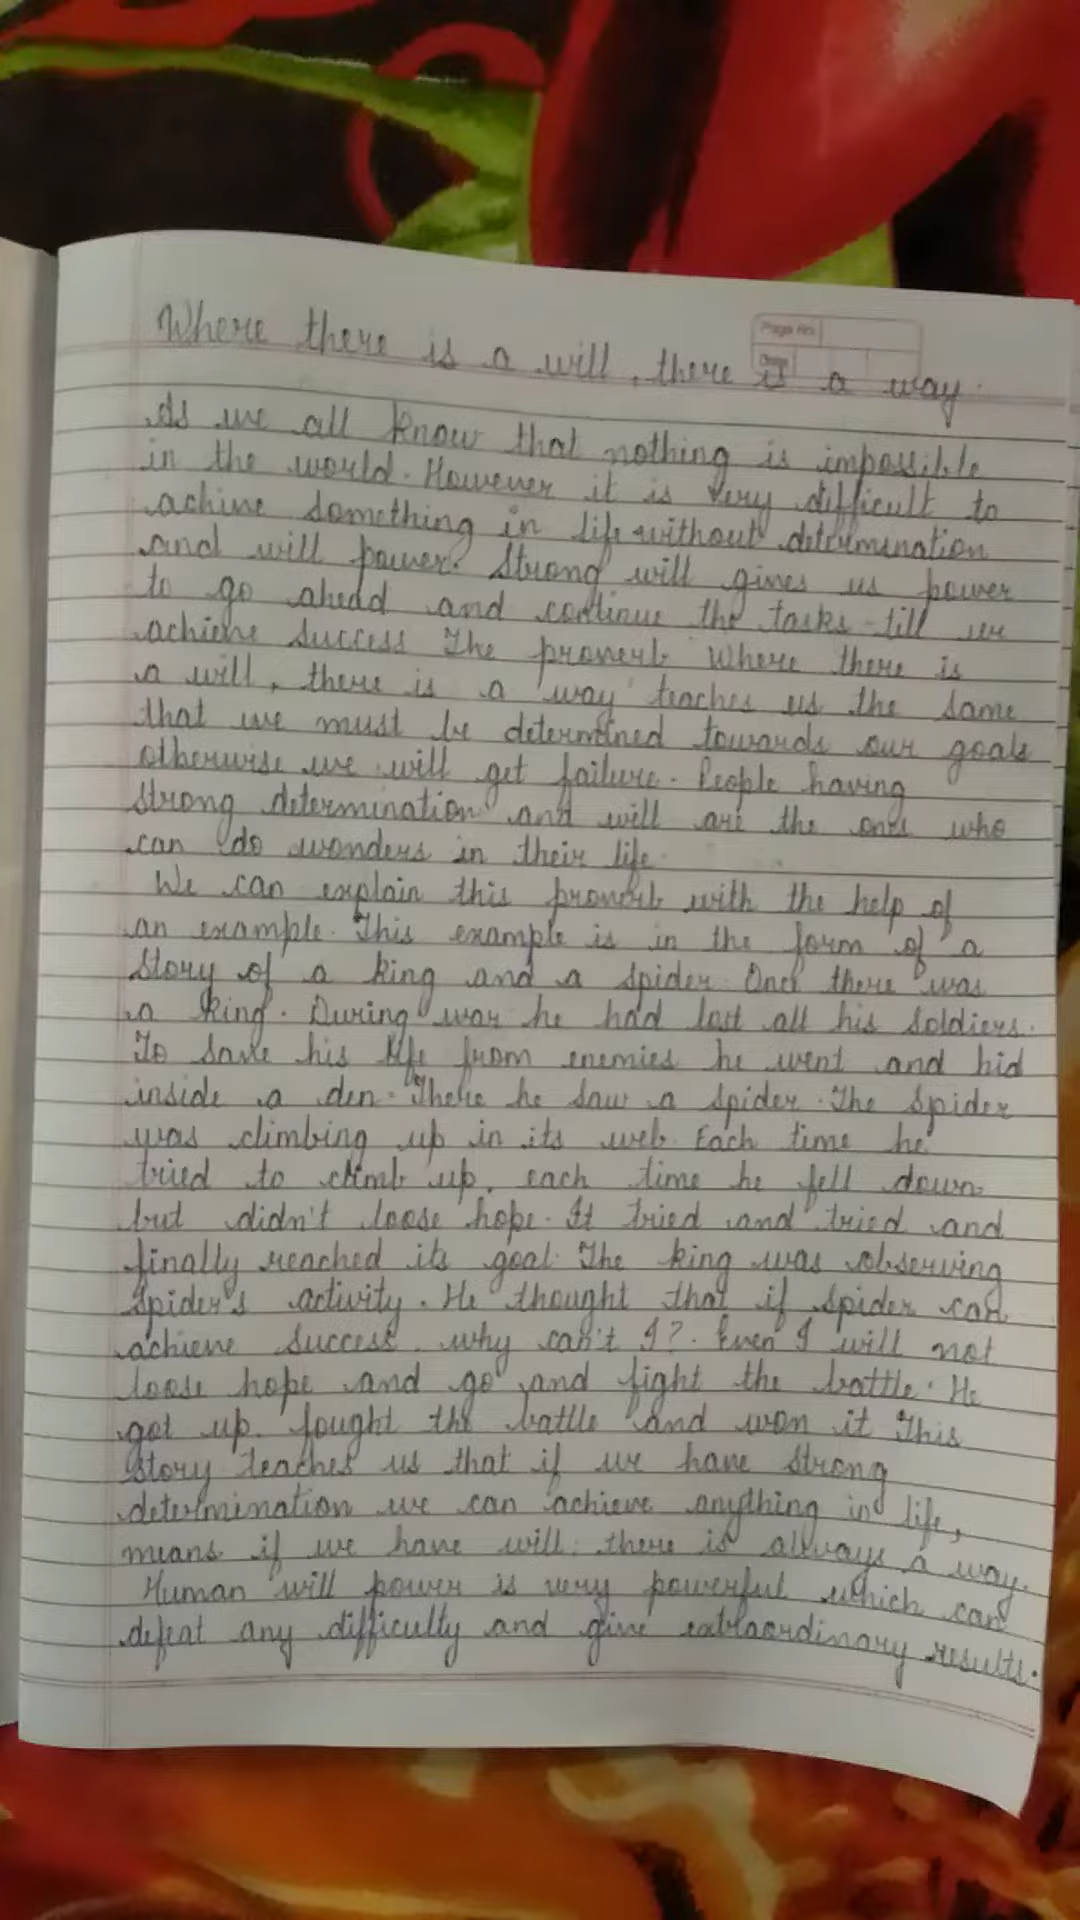 Page No.
Date
Where there is a will, there is a way.
As we all know that nothing is impossible
in the world. However it is very difficult to
achive something in life without determination
and will power. Strong will gives us power
to go ahead and continue the tasks till we
achieve success The proverb 'Where there is
a will, there is a way' teaches us the same
that we must be determined towards our goals
otherwise we will get failure. People having
strong determination and will are the ones who
can do wonders in their life.
We can explain this proverb with the help of
an example. This example is in the form of a
story of a king and a spider. Once there was
a king. During war he had lost all his soldiers.
To save his life from enemies he went and hid
inside a den. There he saw a spider. The spider
was climbing up in its web. Each time he
tried to climb up, each time he fell down
but didn't loose hope. It tried and tried and
finally reached its goal. The king was observing
spider's activity. He thought that if spider can
achieve success, why can't I?. Even I will not
loose hope and go and fight the battle. He
got up, fought the battle and won it This
story teaches us that if we have strong
determination we can achieve anything in life,
means if we have will, there is always a way.
Human will power is very powerful which can
defeat any difficulty and give extraordinary results.